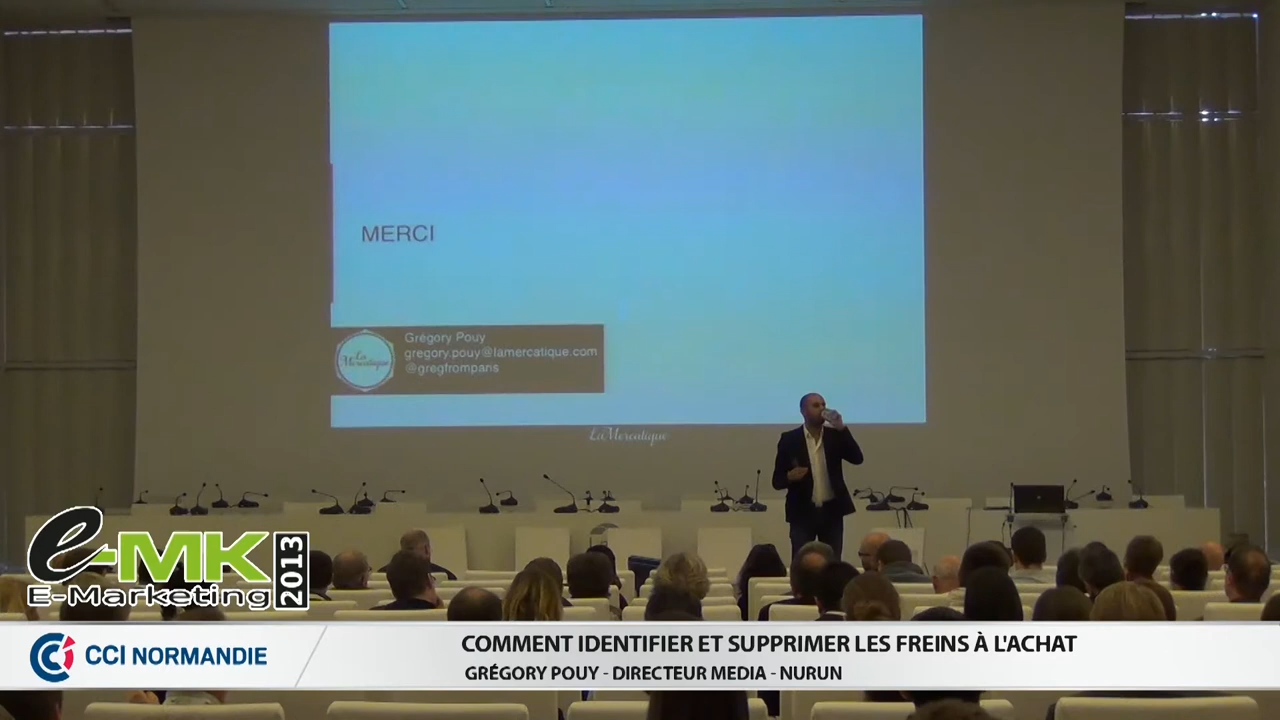 MERCI
La Mercatique
Grégory Pouy
gregory.pouy@lamercatique.com
@gregfromparis
LaMercatique
e-MK
E-Marketing
2013
CCI NORMANDIE
COMMENT IDENTIFIER ET SUPPRIMER LES FREINS À L'ACHAT
GRÉGORY POUY - DIRECTEUR MEDIA - NURUN